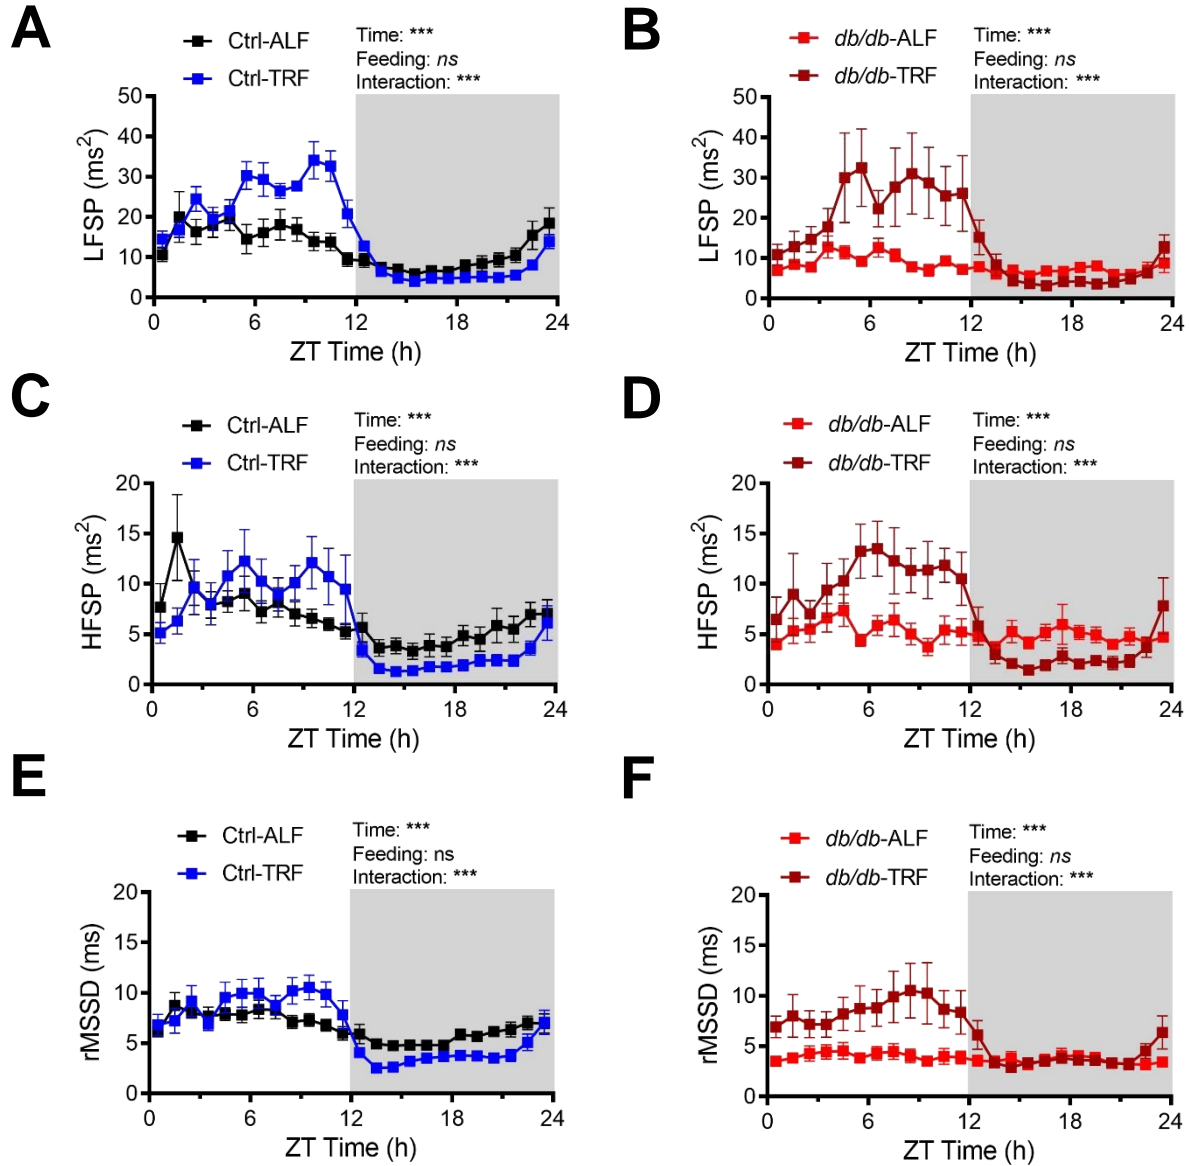 A
Ctrl-ALF
Ctrl-TRF
Time: ***
Feeding: ns
Interaction: ***
50
40
30
20
10
0
LFSP (ms²)
0 6 12 18 24
ZT Time (h)
B
db/db-ALF
db/db-TRF
Time: ***
Feeding: ns
Interaction: ***
50
40
30
20
10
0
LFSP (ms²)
0 6 12 18 24
ZT Time (h)
C
Ctrl-ALF
Ctrl-TRF
Time: ***
Feeding: ns
Interaction: ***
20
15
10
5
0
HFSP (ms²)
0 6 12 18 24
ZT Time (h)
D
db/db-ALF
db/db-TRF
Time: ***
Feeding: ns
Interaction: ***
20
15
10
5
0
HFSP (ms²)
0 6 12 18 24
ZT Time (h)
E
Ctrl-ALF
Ctrl-TRF
Time: ***
Feeding: ns
Interaction: ***
20
15
10
5
0
rMSSD (ms)
0 6 12 18 24
ZT Time (h)
F
db/db-ALF
db/db-TRF
Time: ***
Feeding: ns
Interaction: ***
20
15
10
5
0
rMSSD (ms)
0 6 12 18 24
ZT Time (h)